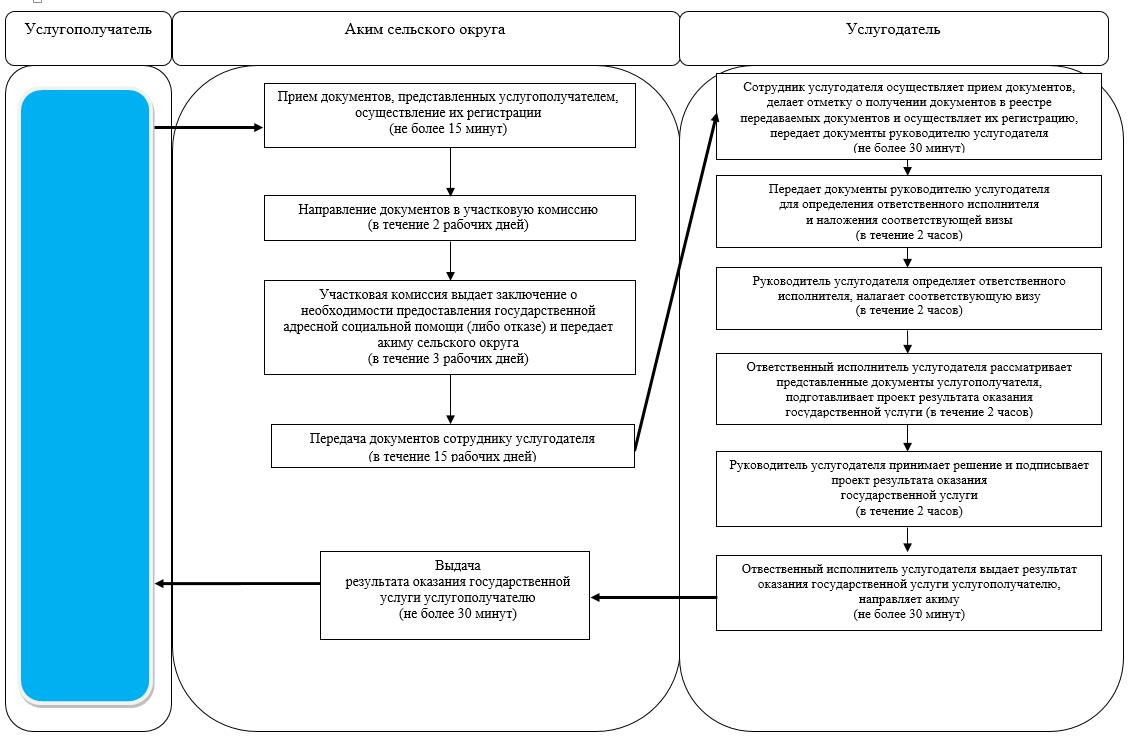 Услугополучатель
Аким сельского округа
Услугодатель
Прием документов, представленных услугополучателем,
осуществление их регистрации
(не более 15 минут)
Направление документов в участковую комиссию
(в течение 2 рабочих дней)
Участковая комиссия выдает заключение о
необходимости предоставления государственной
адресной социальной помощи (либо отказе) и передает
акиму сельского округа
(в течение 3 рабочих дней)
Передача документов сотруднику услугодателя
(в течение 15 рабочих дней)
Сотрудник услугодателя осуществляет прием документов,
делает отметку о получении документов в реестре
передаваемых документов и осуществляет их регистрацию,
передает документы руководителю услугодателя
(не более 30 минут)
Передает документы руководителю услугодателя
для определения ответственного исполнителя
и наложения соответствующей визы
(в течение 2 часов)
Руководитель услугодателя определяет ответственного
исполнителя, налагает соответствующую визу
(в течение 2 часов)
Ответственный исполнитель услугодателя рассматривает
представленные документы услугополучателя,
подготавливает проект результата оказания
государственной услуги (в течение 2 часов)
Руководитель услугодателя принимает решение и подписывает
проект результата оказания
государственной услуги
(в течение 2 часов)
Отвественный исполнитель услугодателя выдает результат
оказания государственной услуги услугополучателю,
направляет акиму
(не более 30 минут)
Выдача
результата оказания государственной
услуги услугополучателю
(не более 30 минут)